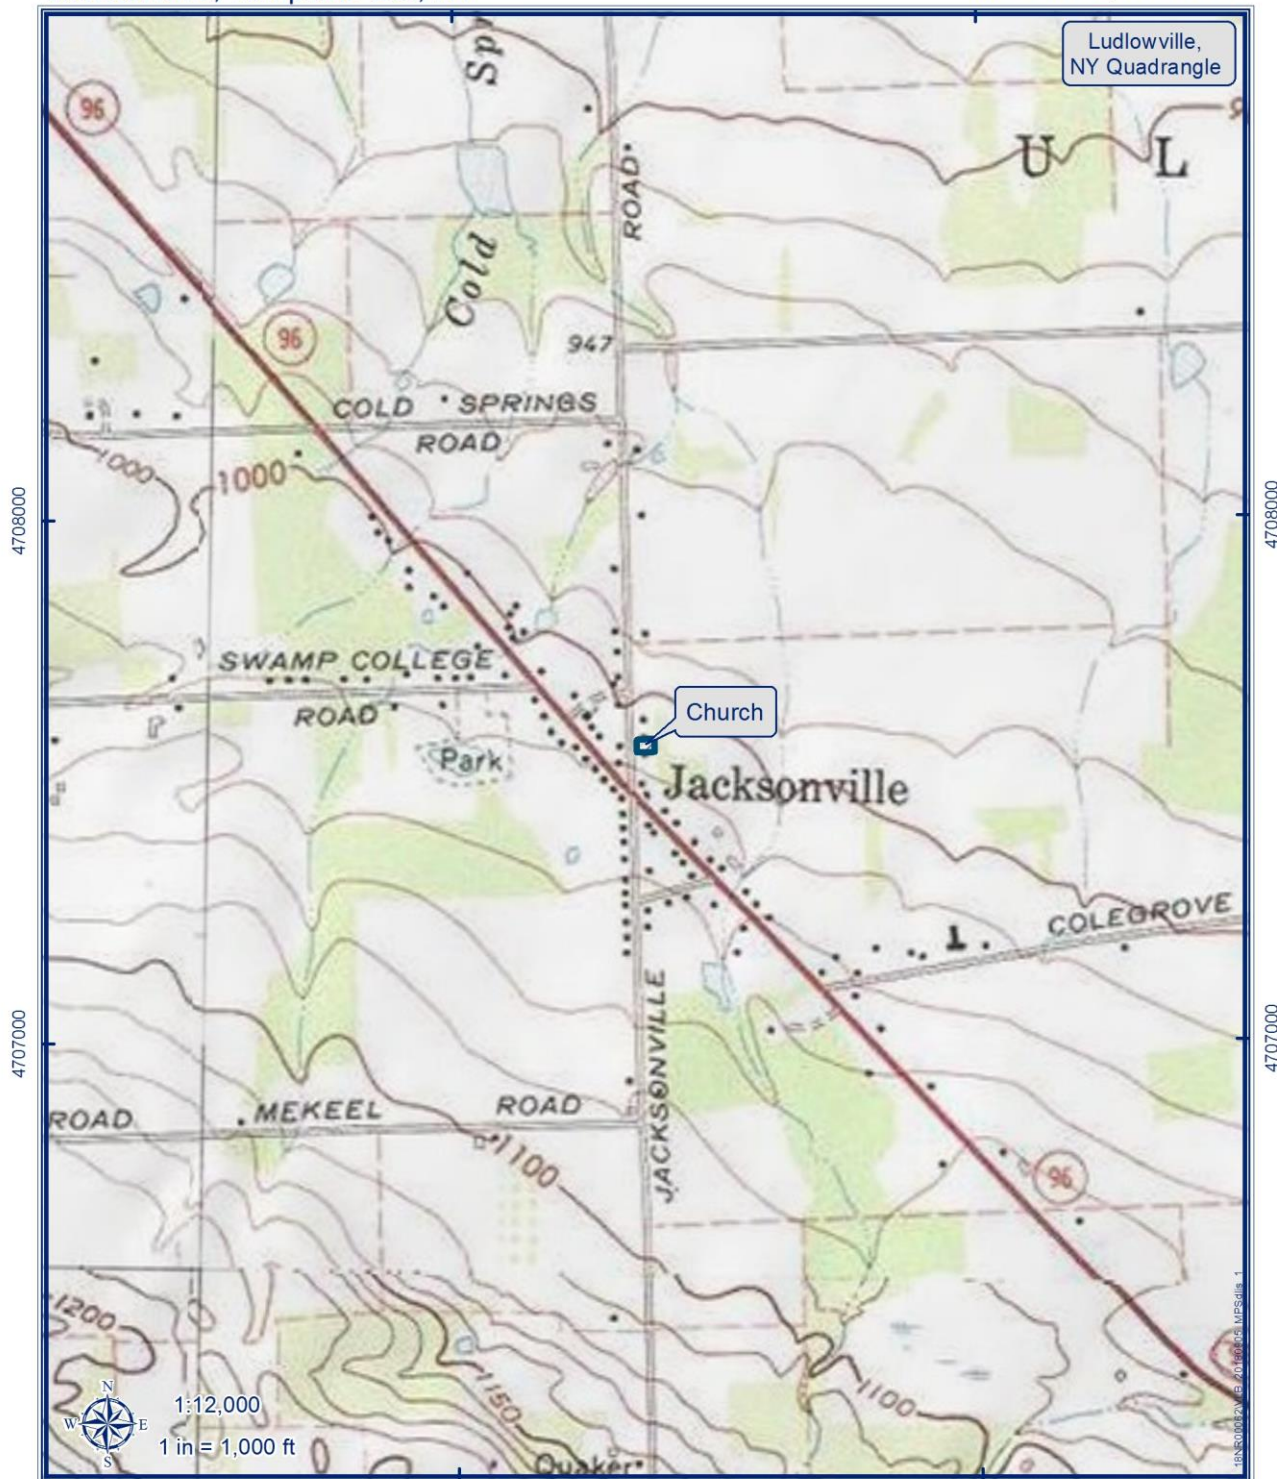 Ludlowville,
NY Quadrangle
96
U L
ROAD
Cold
96
947
COLD SPRINGS
ROAD
1000
1000
4708000
4708000
SWAMP COLLEGE
ROAD
Church
Park
Jacksonville
COLEGROVE
1
JACKSONVILLE
4707000
4707000
ROAD
MEKEEL
ROAD
1100
96
1200
1150
1100
N
W E
S
1:12,000
1 in = 1,000 ft
Quaker